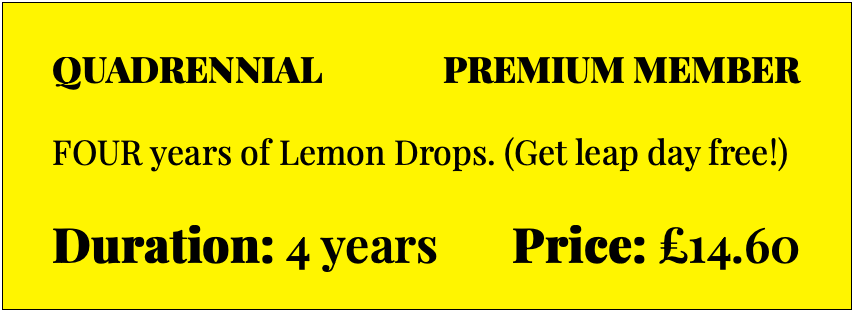 QUADRENNIAL PREMIUM MEMBER
FOUR years of Lemon Drops. (Get leap day free!)
Duration: 4 years Price: £14.60